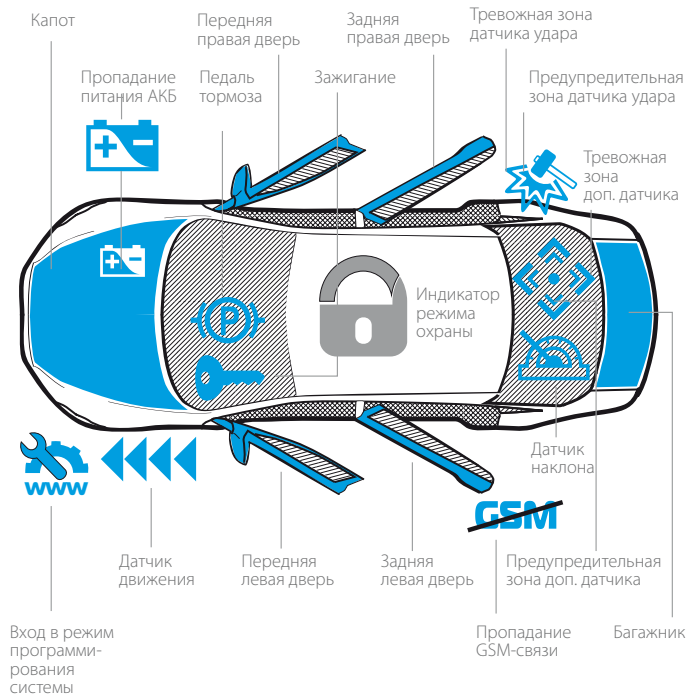 Капот
Передняя
правая дверь
Задняя
правая дверь
Тревожная зона
датчика удара
Пропадание
питания АКБ
Педаль
тормоза
Зажигание
Предупредительная
зона датчика удара
Тревожная
зона
доп. датчика
Индикатор
режима
охраны
P
Датчик
наклона
www
GSM
Датчик
движения
Передняя
левая дверь
Задняя
левая дверь
Предупредительная
зона доп. датчика
Вход в режим
программи-
рования
системы
Пропадание
GSM-связи
Багажник